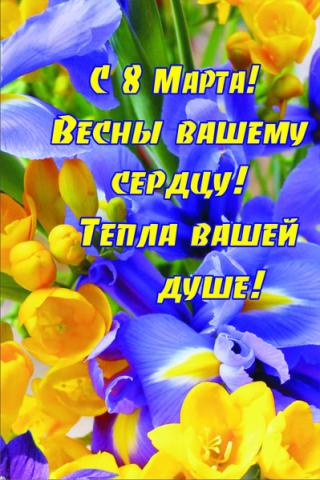 С 8 Марта!
Весны вашему
сердцу!
Тепла вашей
душе!